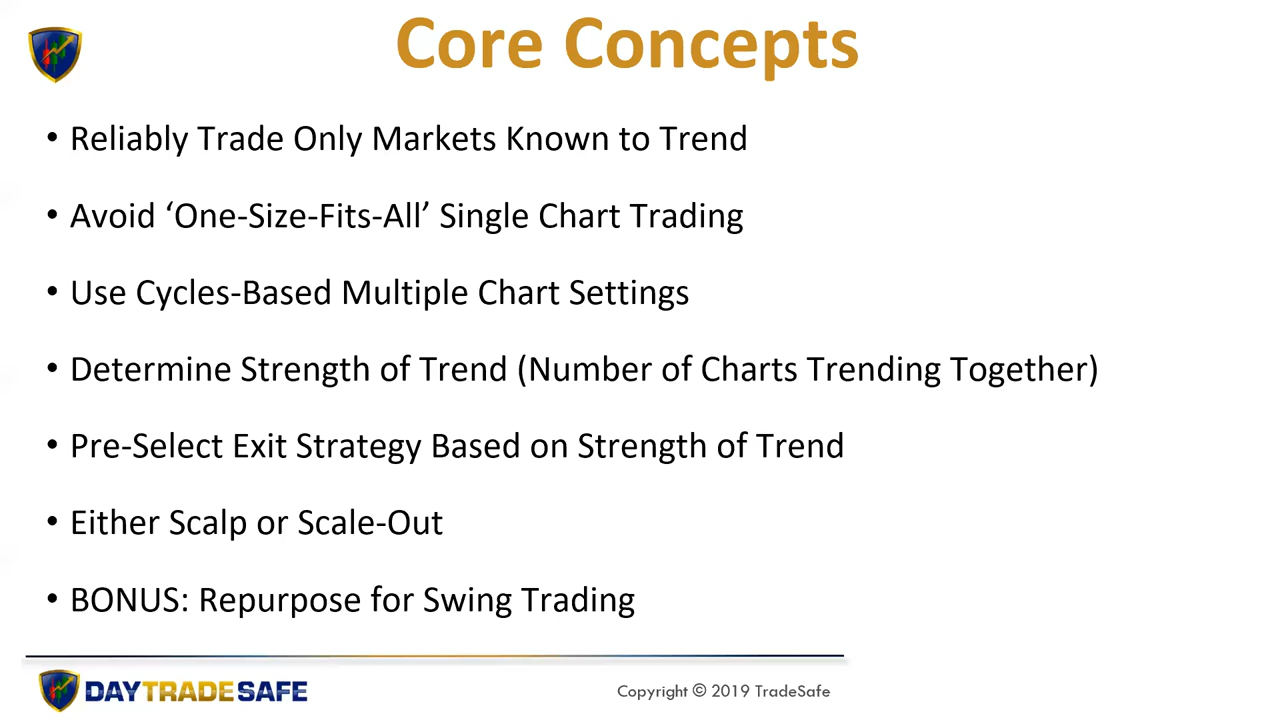 Core Concepts
• Reliably Trade Only Markets Known to Trend
• Avoid ‘One-Size-Fits-All’ Single Chart Trading
• Use Cycles-Based Multiple Chart Settings
• Determine Strength of Trend (Number of Charts Trending Together)
• Pre-Select Exit Strategy Based on Strength of Trend
• Either Scalp or Scale-Out
• BONUS: Repurpose for Swing Trading
DAYTRADESAFE
Copyright © 2019 TradeSafe